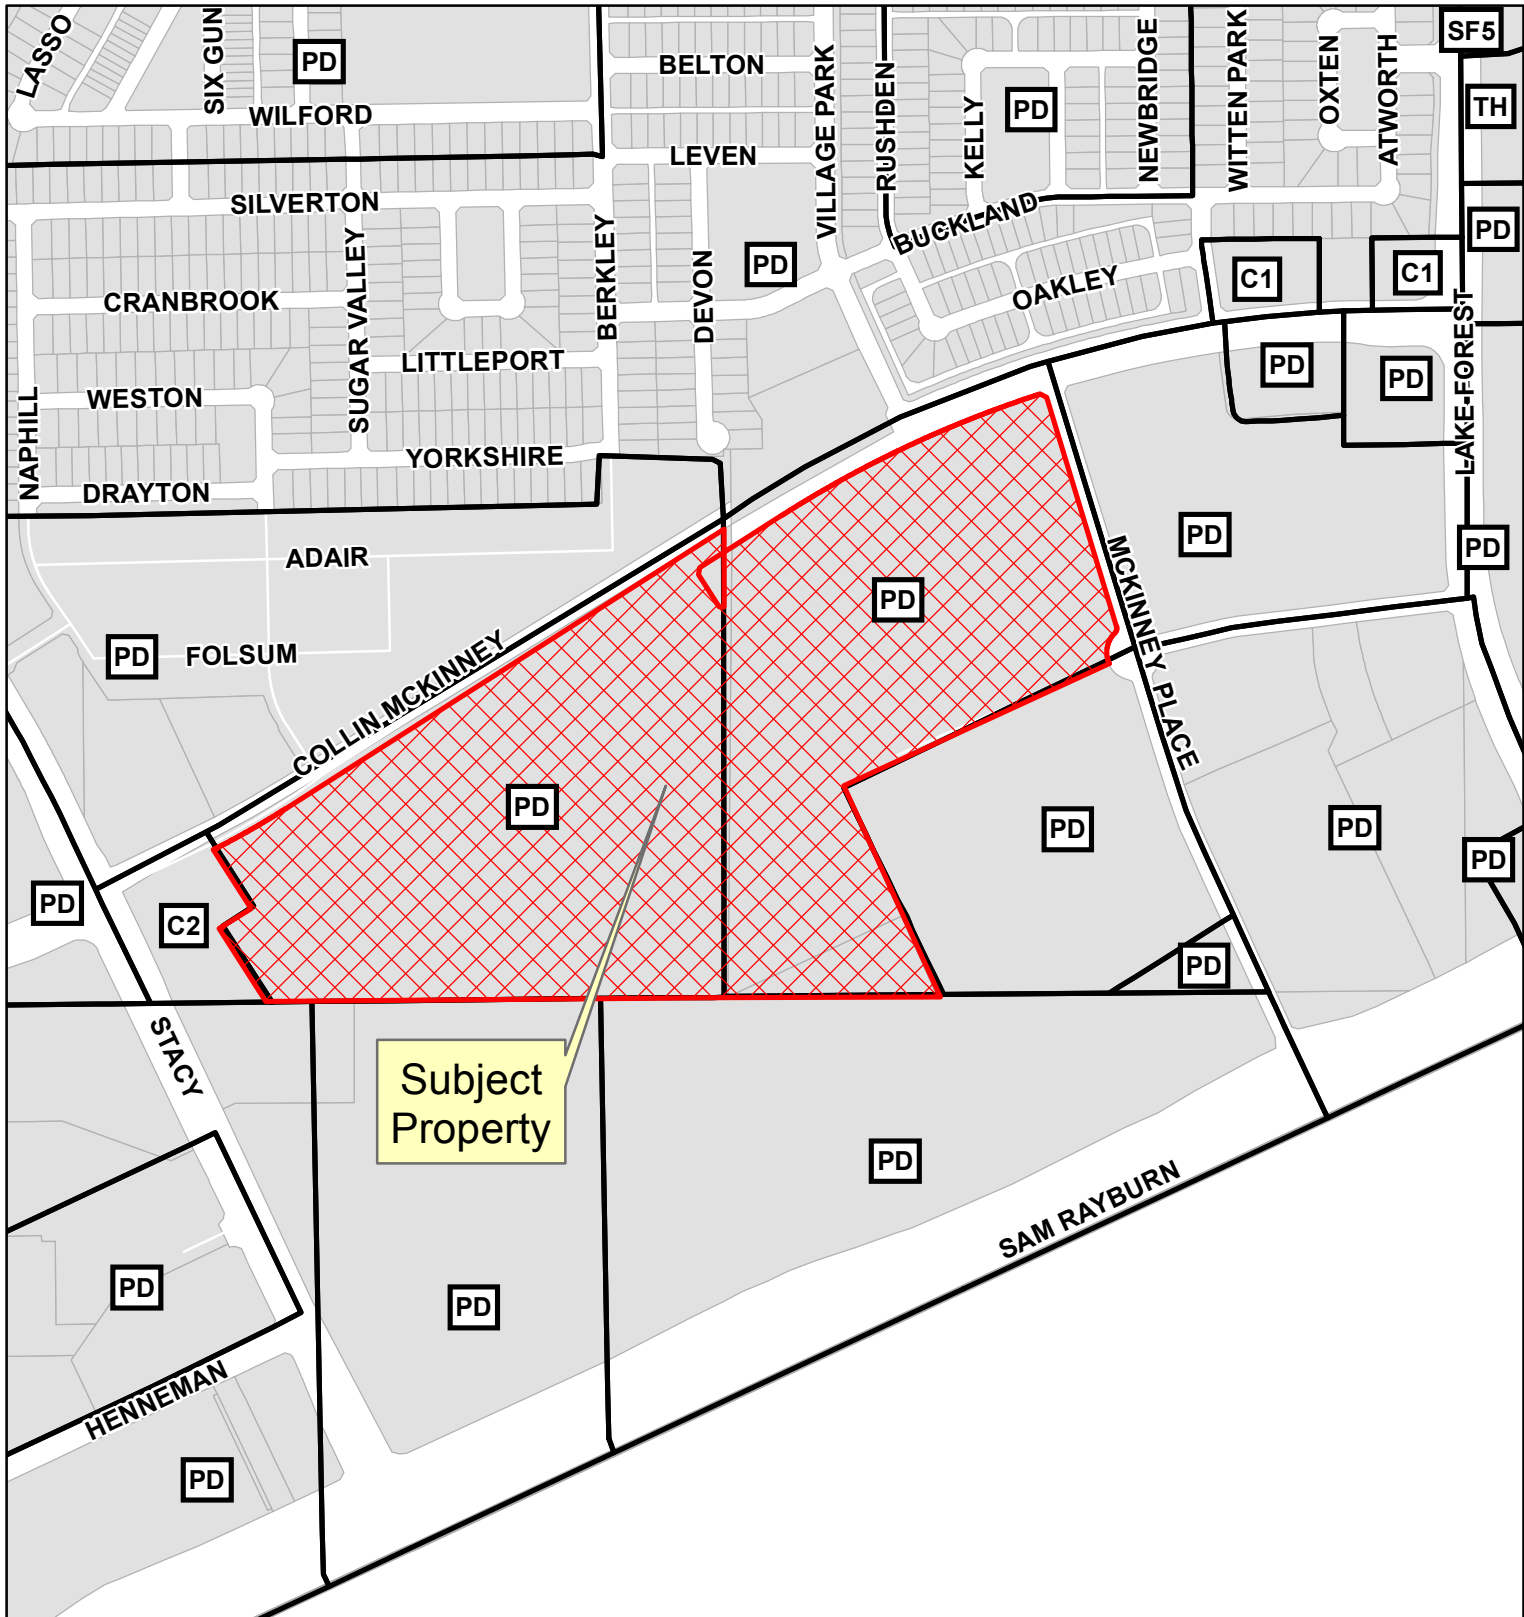 LASSO
SIX GUN
PD
WILFORD
BELTON
LEVEN
VILLAGE PARK
RUSHDEN
KELLY
PD
NEWBRIDGE
WITTEN PARK
OXTEN
ATWORTH
SF5
TH
PD
SILVERTON
SUGAR VALLEY
BERKLEY
DEVON
PD
BUCKLAND
OAKLEY
C1
C1
CRANBROOK
LITTLEPORT
WESTON
NAPHILL
YORKSHIRE
DRAYTON
PD
PD
LAKE FOREST
ADAIR
PD
FOLSUM
COLLIN MCKINNEY
PD
PD
MCKINNEY PLACE
PD
PD
PD
PD
PD
PD
PD
C2
PD
STACY
Subject
Property
PD
SAM RAYBURN
PD
PD
HENNEMAN
PD